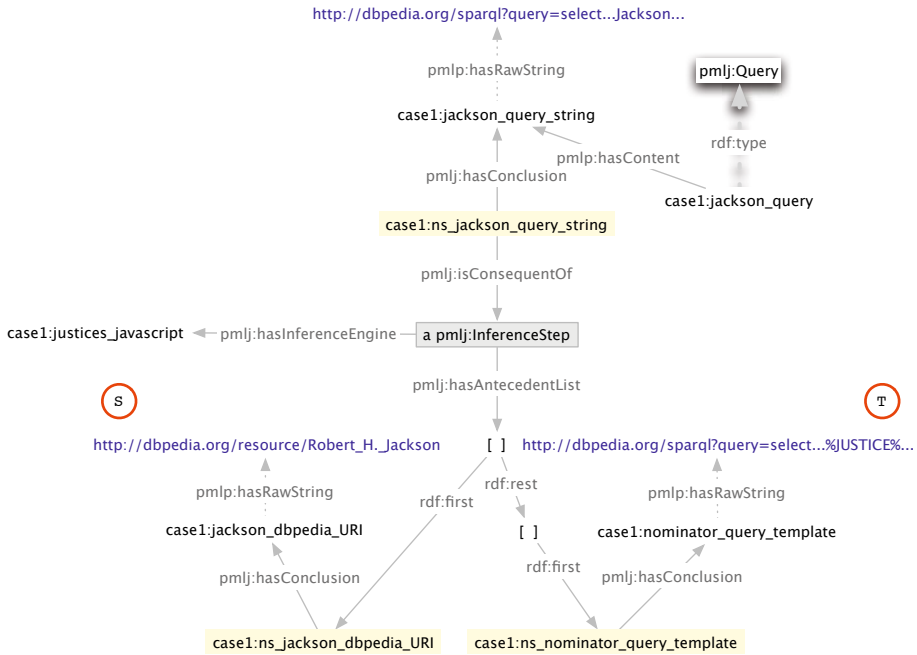 http://dbpedia.org/sparql?query=select...Jackson...
pmlp:hasRawString
pmlj:Query
case1:jackson_query_string
rdf:type
pmlp:hasContent
pmlj:hasConclusion
case1:jackson_query
case1:ns_jackson_query_string
pmlj:isConsequentOf
case1:justices_javascript
pmlj:hasInferenceEngine
a pmlj:InferenceStep
pmlj:hasAntecedentList
S
T
http://dbpedia.org/resource/Robert_H._Jackson
[ ]
http://dbpedia.org/sparql?query=select...%JUSTICE%...
pmlp:hasRawString
rdf:first
rdf:rest
pmlp:hasRawString
case1:jackson_dbpedia_URI
[ ]
case1:nominator_query_template
pmlj:hasConclusion
rdf:first
pmlj:hasConclusion
case1:ns_jackson_dbpedia_URI
case1:ns_nominator_query_template